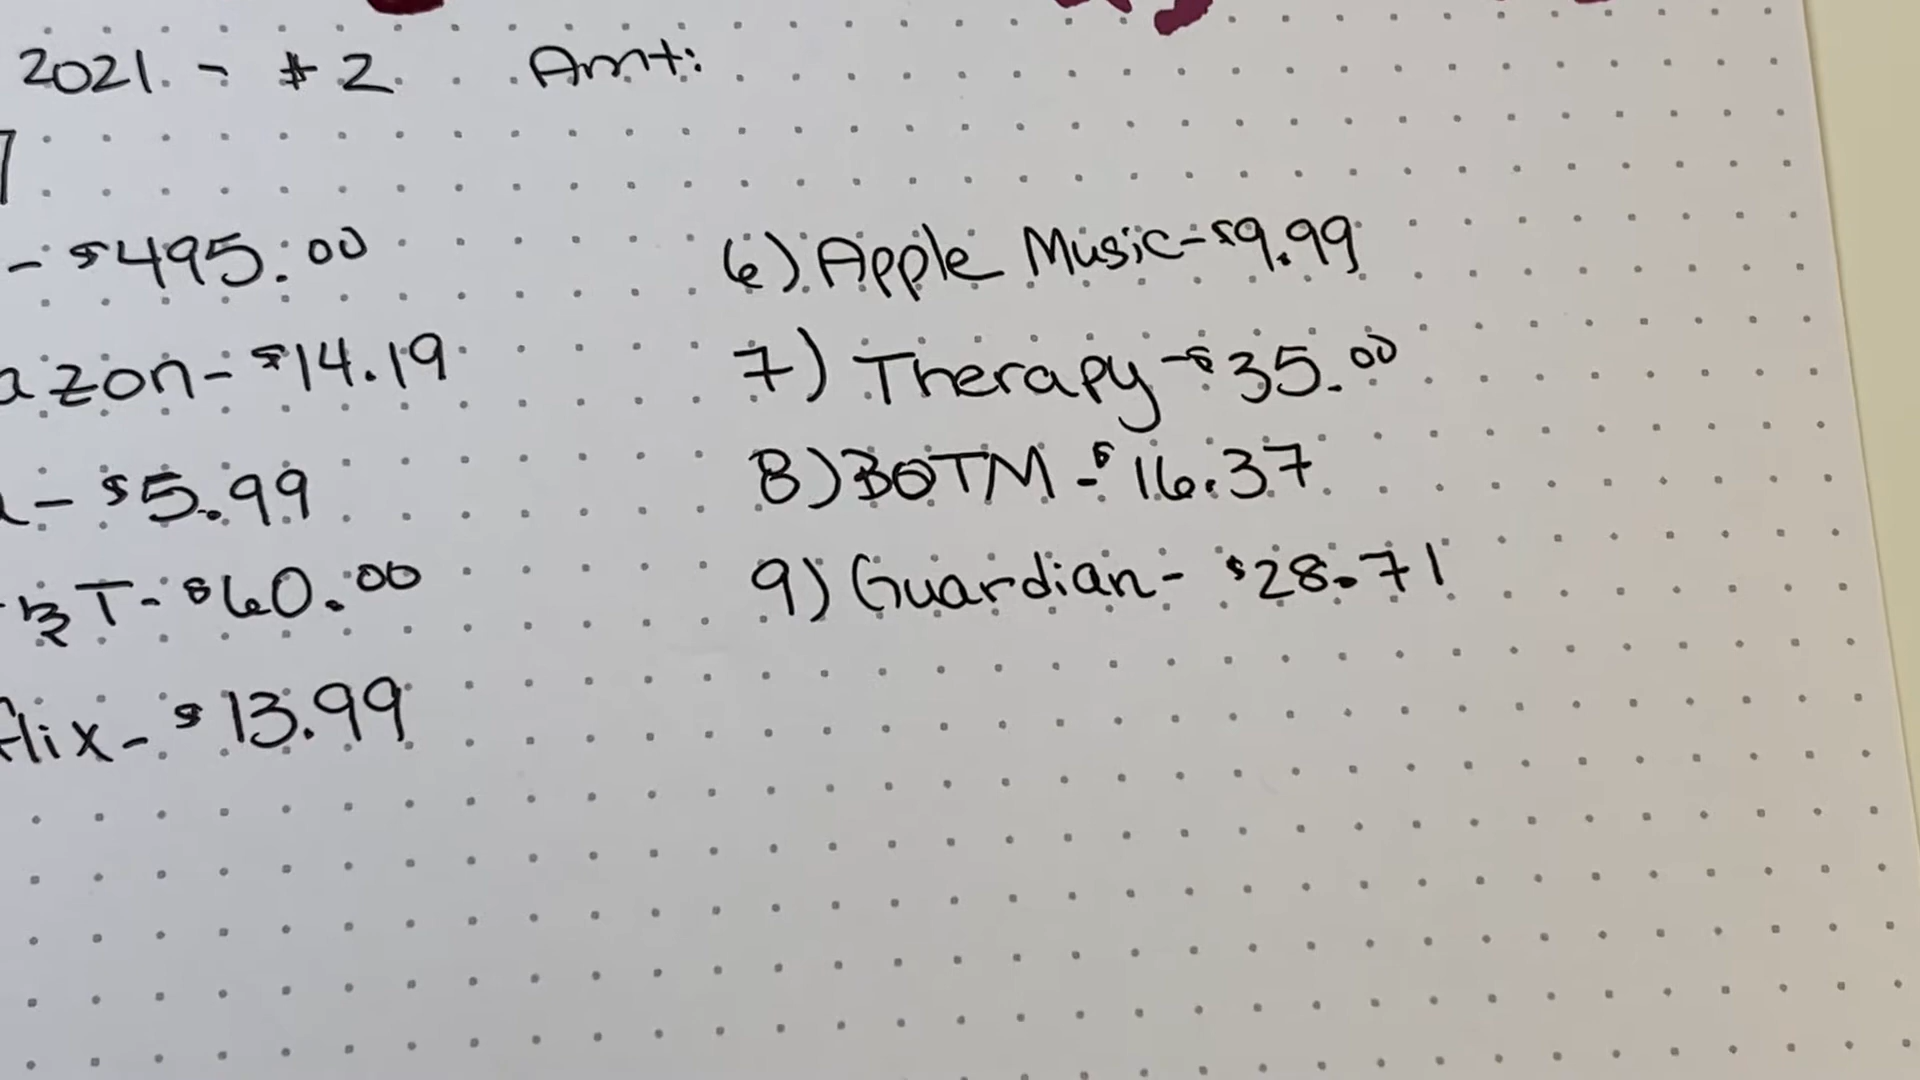 2021 - #2 Amt:
- $495.00
azon - $14.19
- $5.99
T - $60.00
flix - $13.99
6) Apple Music - $9.99
7) Therapy - $35.00
8) BOTM - $16.37
9) Guardian - $28.71